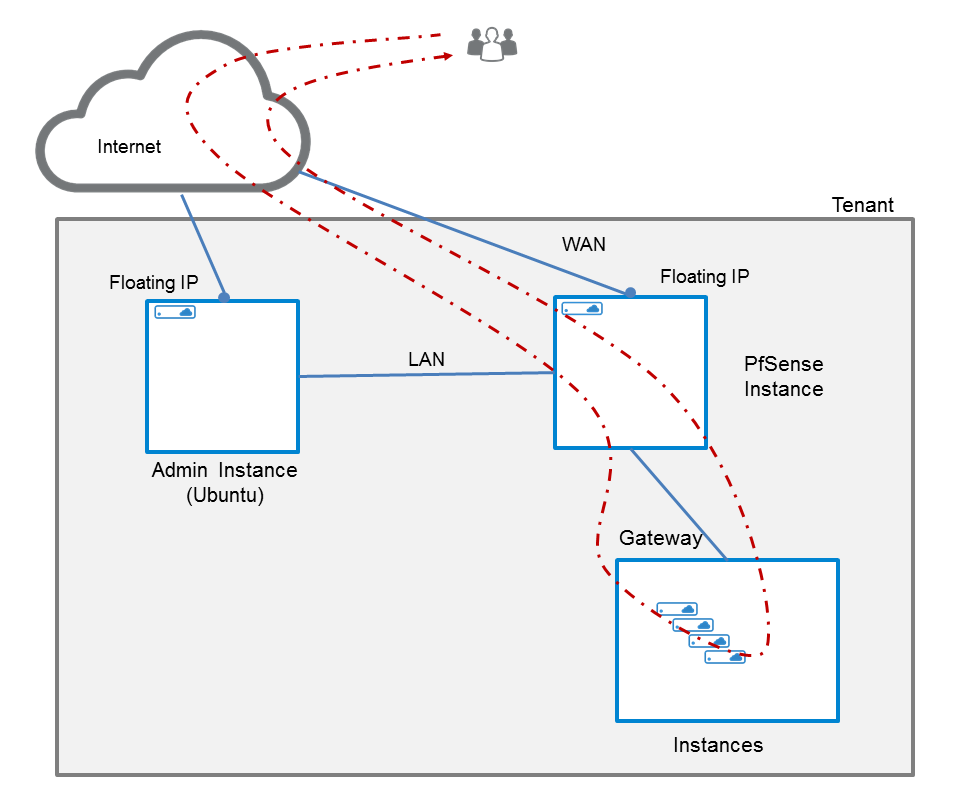 Internet
Tenant
WAN
Floating IP
Floating IP
LAN
PfSense
Instance
Admin Instance
(Ubuntu)
Gateway
Instances